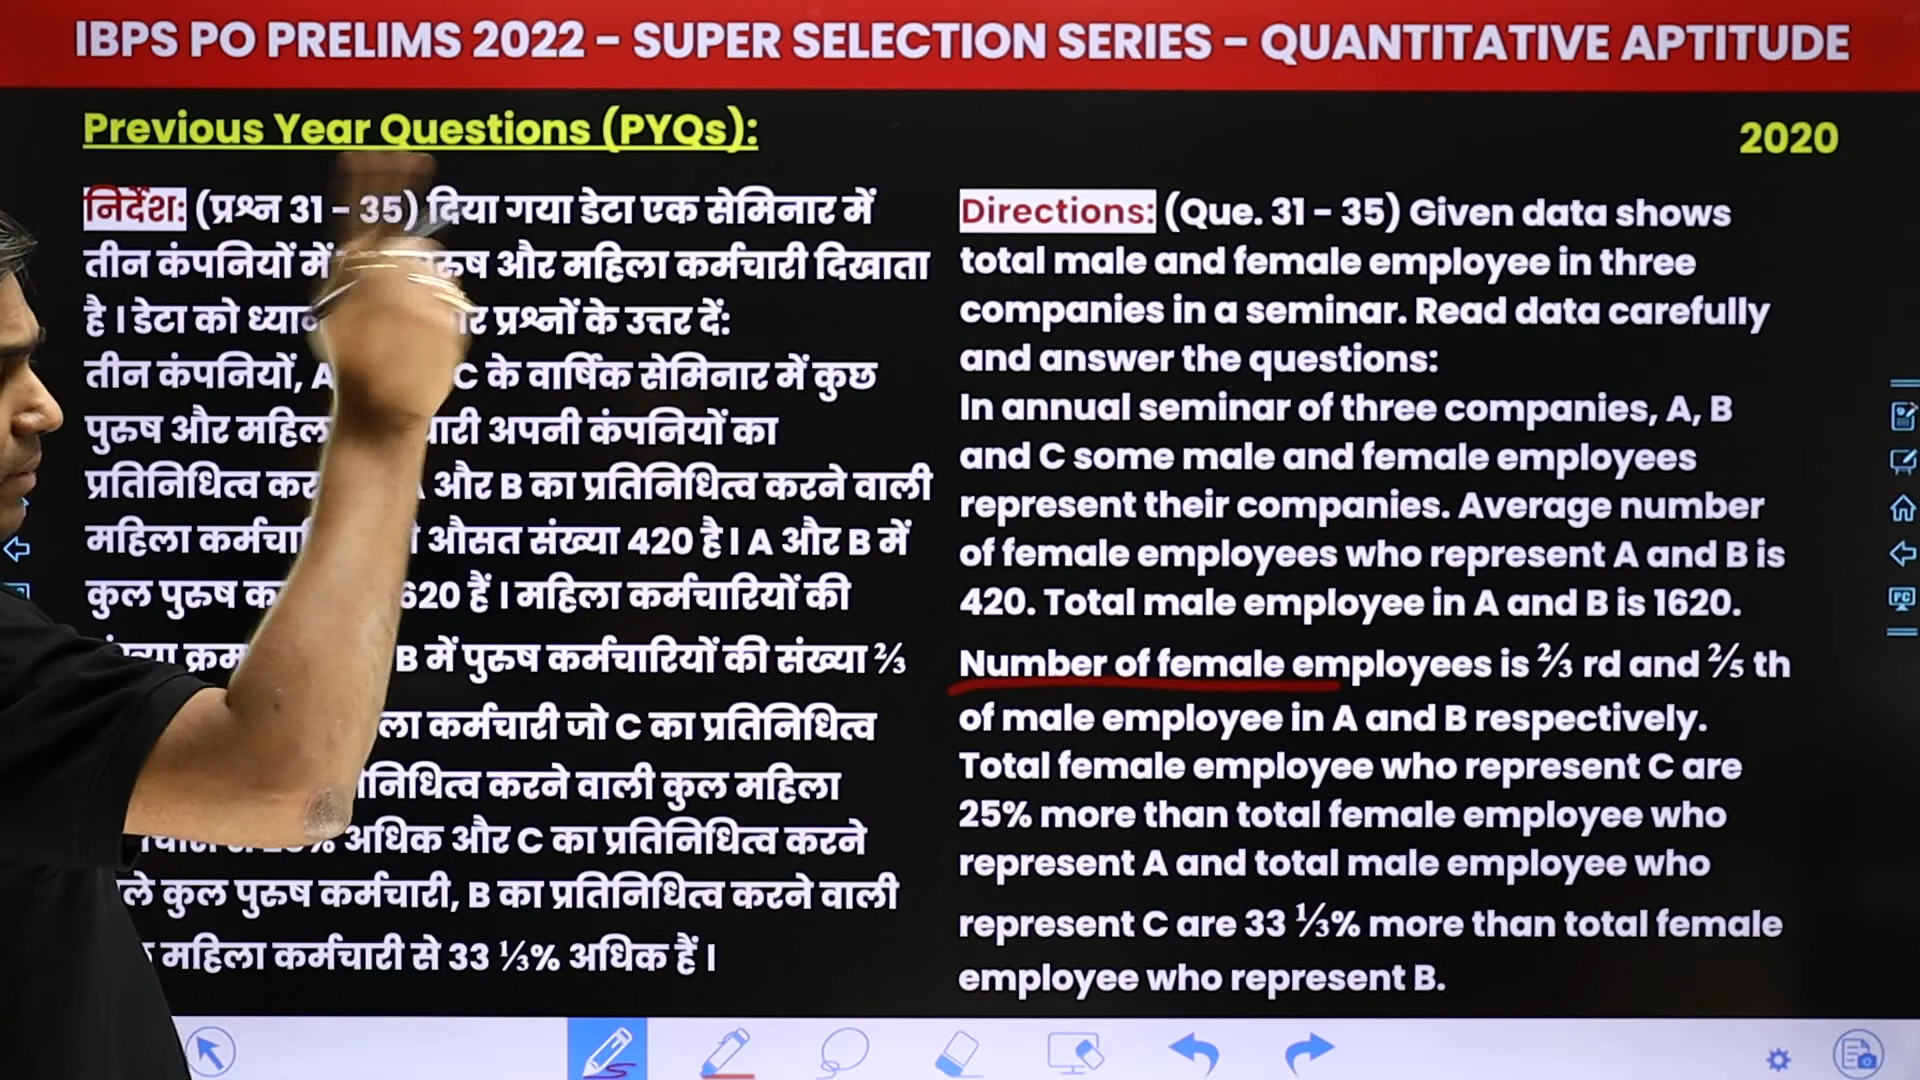 IBPS PO PRELIMS 2022 - SUPER SELECTION SERIES - QUANTITATIVE APTITUDE
Previous Year Questions (PYQs):
2020
निर्देश: (प्रश्न 31 - 35) दिया गया डेटा एक सेमिनार में
तीन कंपनियों में और महिला कर्मचारी दिखाता
है । डेटा को प्रश्नों के उत्तर दें:
तीन कंपनियों, A C के वार्षिक सेमिनार में कुछ
पुरुष और अपनी कंपनियों का
प्रतिनिधित्व और B का प्रतिनिधित्व करने वाली
महिला औसत संख्या 420 है । A और B में
कुल पुरुष हैं । महिला कर्मचारियों की
B में पुरुष कर्मचारियों की संख्या ⅔
कर्मचारी जो C का प्रतिनिधित्व
करने वाली कुल महिला
अधिक और C का प्रतिनिधित्व करने
कुल पुरुष कर्मचारी, B का प्रतिनिधित्व करने वाली
महिला कर्मचारी से 33 ⅓% अधिक हैं ।
Directions: (Que. 31 - 35) Given data shows
total male and female employee in three
companies in a seminar. Read data carefully
and answer the questions:
In annual seminar of three companies, A, B
and C some male and female employees
represent their companies. Average number
of female employees who represent A and B is
420. Total male employee in A and B is 1620.
Number of female employees is ⅔ rd and ⅖ th
of male employee in A and B respectively.
Total female employee who represent C are
25% more than total female employee who
represent A and total male employee who
represent C are 33 ⅓% more than total female
employee who represent B.
PC